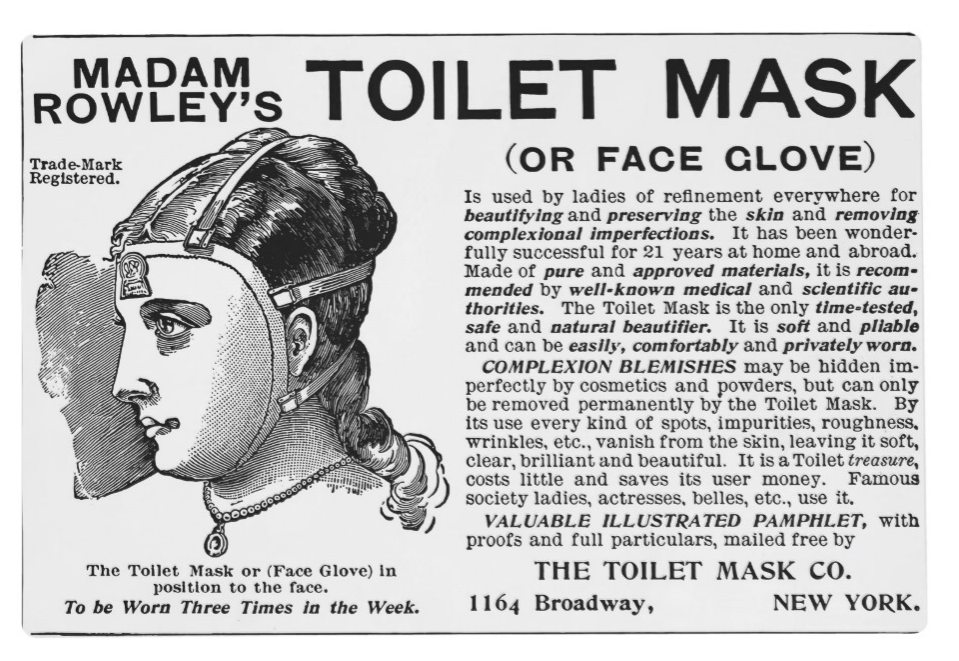 MADAM
ROWLEY'S TOILET MASK
Trade-Mark
Registered.
(OR FACE GLOVE)
Is used by ladies of refinement everywhere for
beautifying and preserving the skin and removing
complexional imperfections. It has been wonder-
fully successful for 21 years at home and abroad.
Made of pure and approved materials, it is recom-
mended by well-known medical and scientific au-
thorities. The Toilet Mask is the only time-tested,
safe and natural beautifier. It is soft and pliable
and can be easily, comfortably and privately worn.
COMPLEXION BLEMISHES may be hidden im-
perfectly by cosmetics and powders, but can only
be removed permanently by the Toilet Mask. By
its use every kind of spots, impurities, roughness,
wrinkles, etc., vanish from the skin, leaving it soft,
clear, brilliant and beautiful. It is a Toilet treasure,
costs little and saves its user money. Famous
society ladies, actresses, belles, etc., use it.
VALUABLE ILLUSTRATED PAMPHLET, with
proofs and full particulars, mailed free by
THE TOILET MASK CO.
1164 Broadway, NEW YORK.
The Toilet Mask or (Face Glove) in
position to the face.
To be Worn Three Times in the Week.